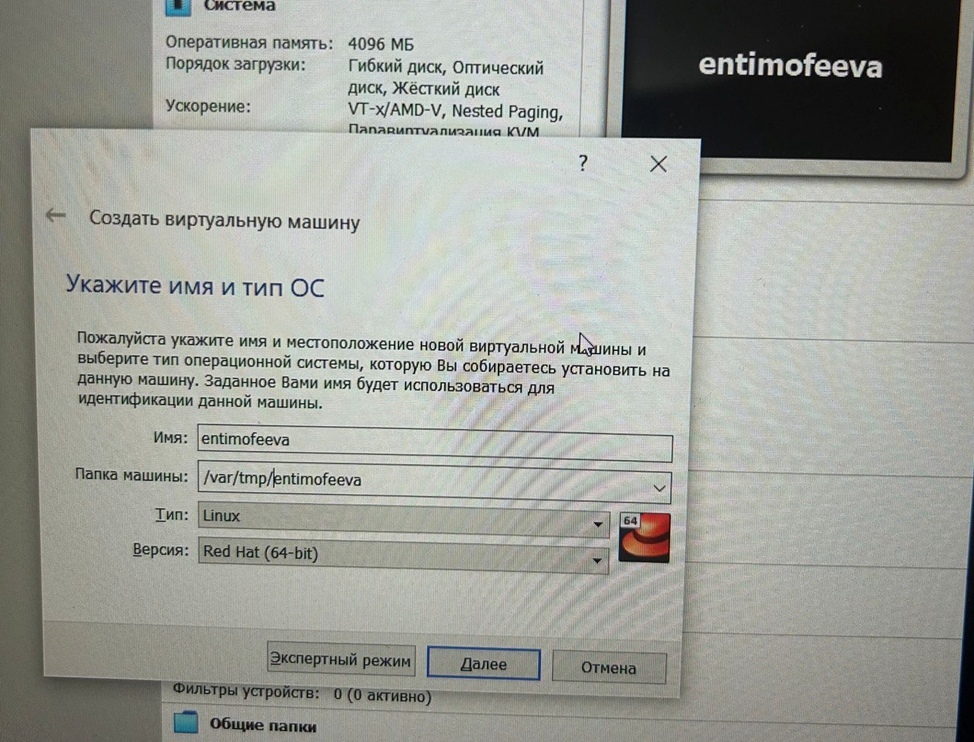 Система
Оперативная память: 4096 МБ
Порядок загрузки: Гибкий диск, Оптический
диск, Жёсткий диск
Ускорение: VT-x/AMD-V, Nested Paging,
Паравиртуализация KVM
entimofeeva
?
Создать виртуальную машину
Укажите имя и тип ОС
Пожалуйста укажите имя и местоположение новой виртуальной машины и
выберите тип операционной системы, которую Вы собираетесь установить на
данную машину. Заданное Вами имя будет использоваться для
идентификации данной машины.
Имя: entimofeeva
Папка машины: /var/tmp/entimofeeva
Тип: Linux
64
Версия: Red Hat (64-bit)
Экспертный режим Далее Отмена
Фильтры устройств: 0 (0 активно)
Общие папки